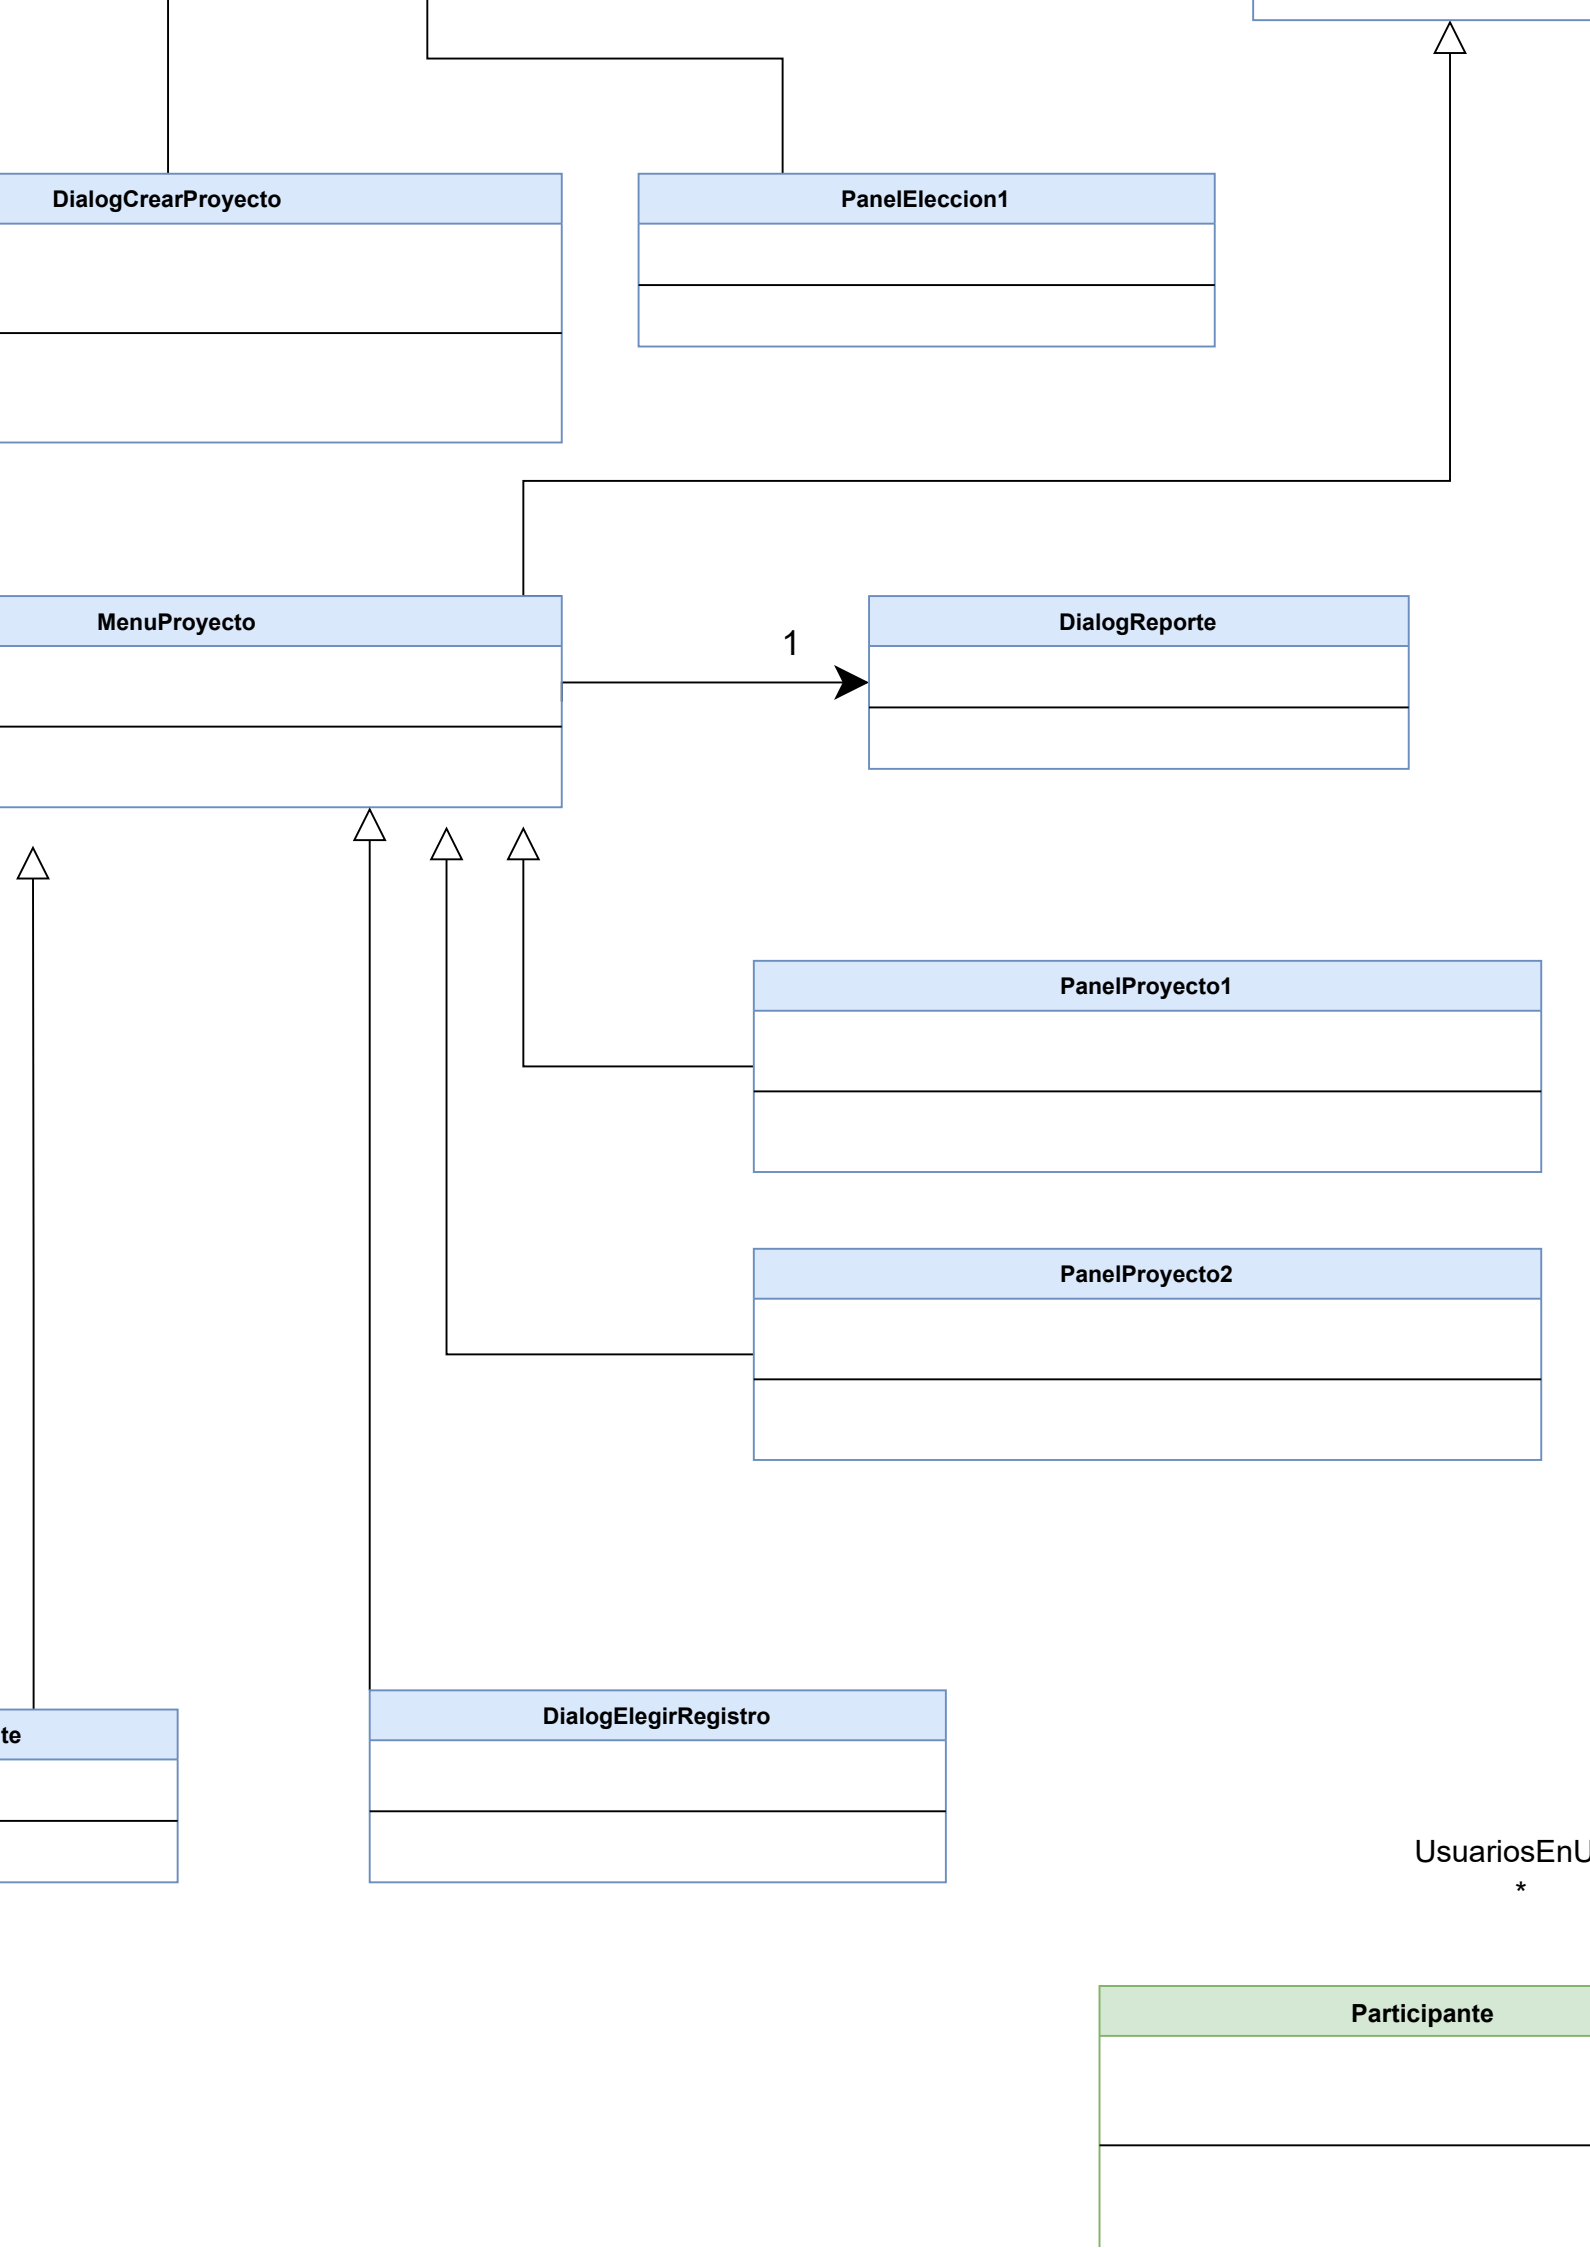 DialogCrearProyecto
PanelEleccion1
MenuProyecto
1
DialogReporte
PanelProyecto1
PanelProyecto2
te
DialogElegirRegistro
UsuariosEnU
*
Participante